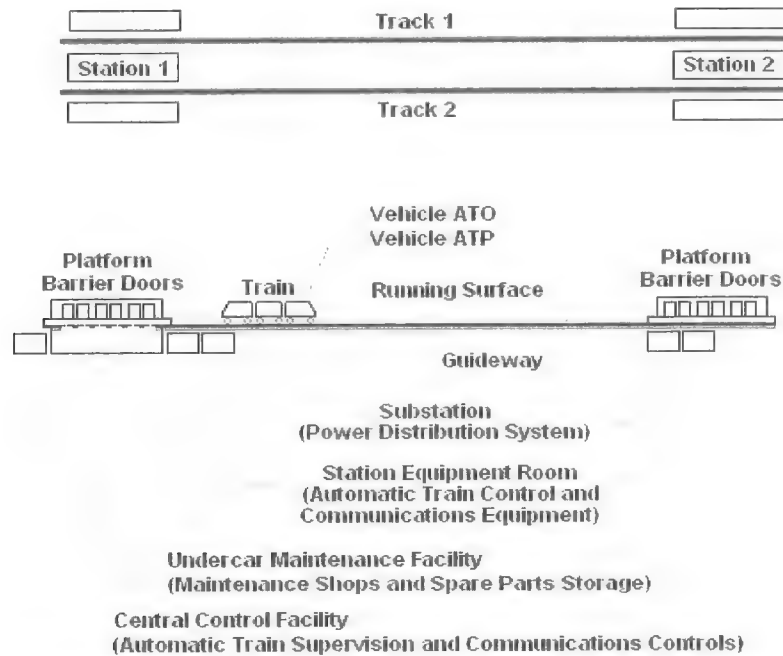 Track 1
Station 1
Station 2
Track 2
Vehicle ATO
Vehicle ATP
Platform
Barrier Doors
Train
Running Surface
Platform
Barrier Doors
Guideway
Substation
(Power Distribution System)
Station Equipment Room
(Automatic Train Control and
Communications Equipment)
Undercar Maintenance Facility
(Maintenance Shops and Spare Parts Storage)
Central Control Facility
(Automatic Train Supervision and Communications Controls)